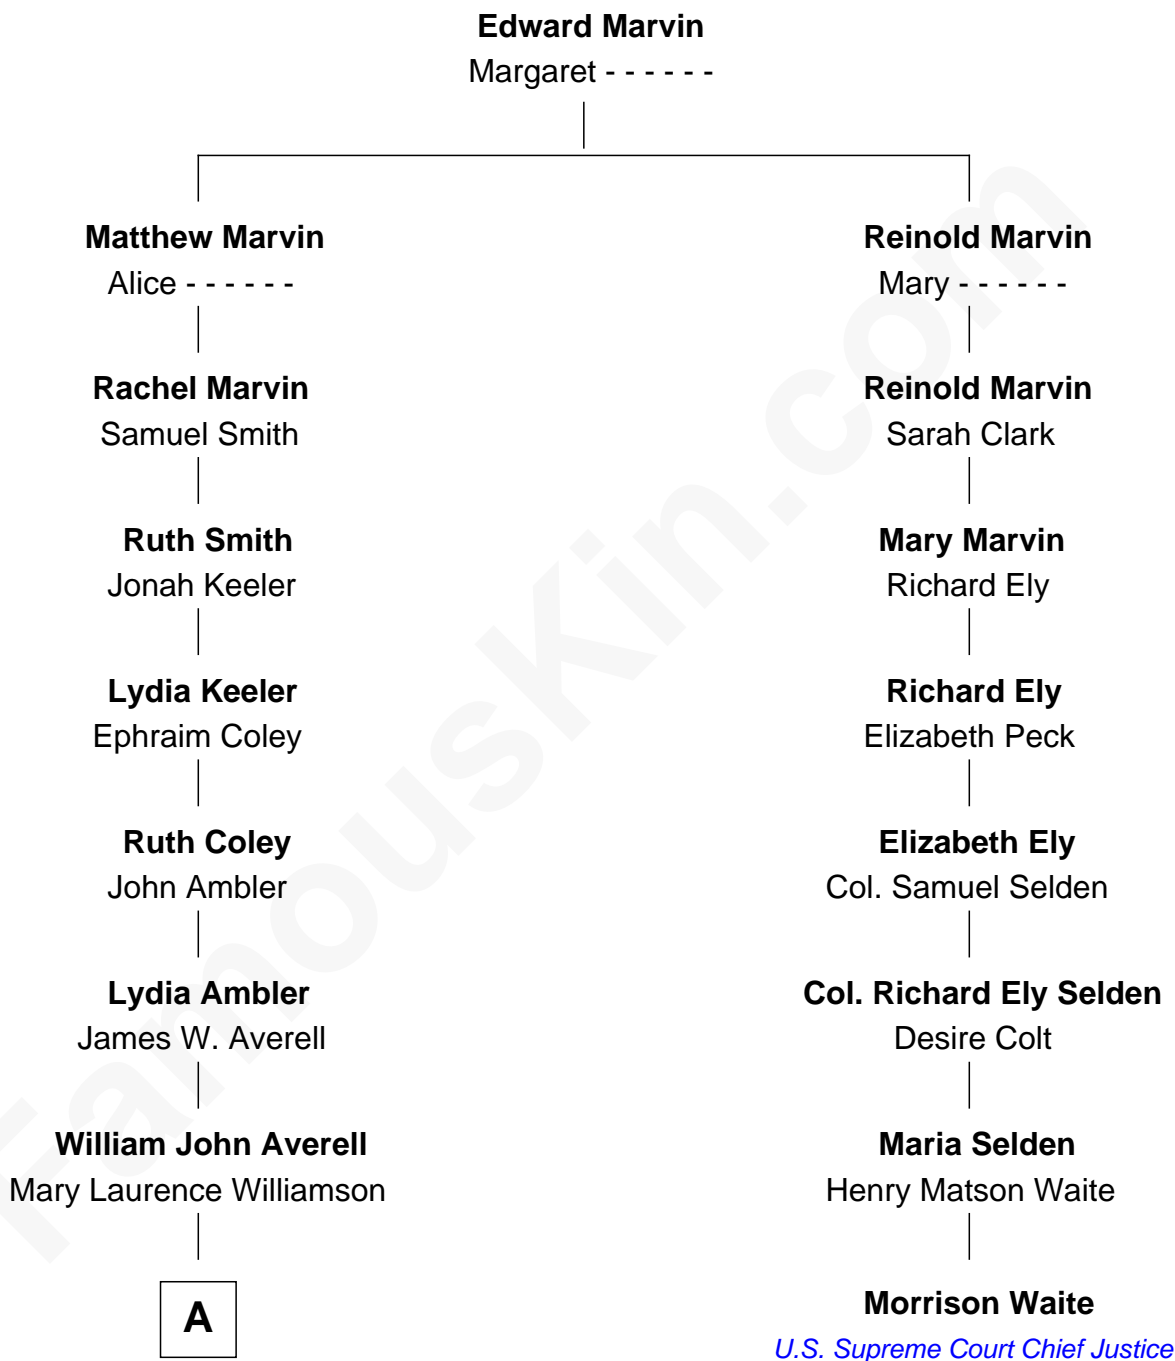 Edward Marvin
Margaret - - - - - -
Matthew Marvin
Alice - - - - - -
Rachel Marvin
Samuel Smith
Ruth Smith
Jonah Keeler
Lydia Keeler
Ephraim Coley
Ruth Coley
John Ambler
Lydia Ambler
James W. Averell
William John Averell
Mary Laurence Williamson
A
Reinold Marvin
Mary - - - - - -
Reinold Marvin
Sarah Clark
Mary Marvin
Richard Ely
Richard Ely
Elizabeth Peck
Elizabeth Ely
Col. Samuel Selden
Col. Richard Ely Selden
Desire Colt
Maria Selden
Henry Matson Waite
Morrison Waite
U.S. Supreme Court Chief Justice
FamousKin.com